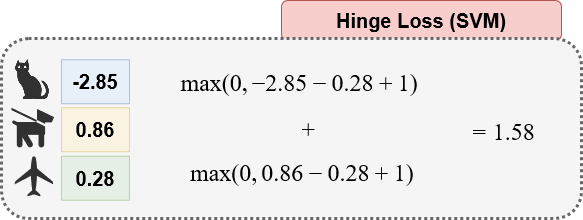 Hinge Loss (SVM)
-2.85
max(0, −2.85 − 0.28 + 1)
0.86
+
= 1.58
0.28
max(0, 0.86 − 0.28 + 1)